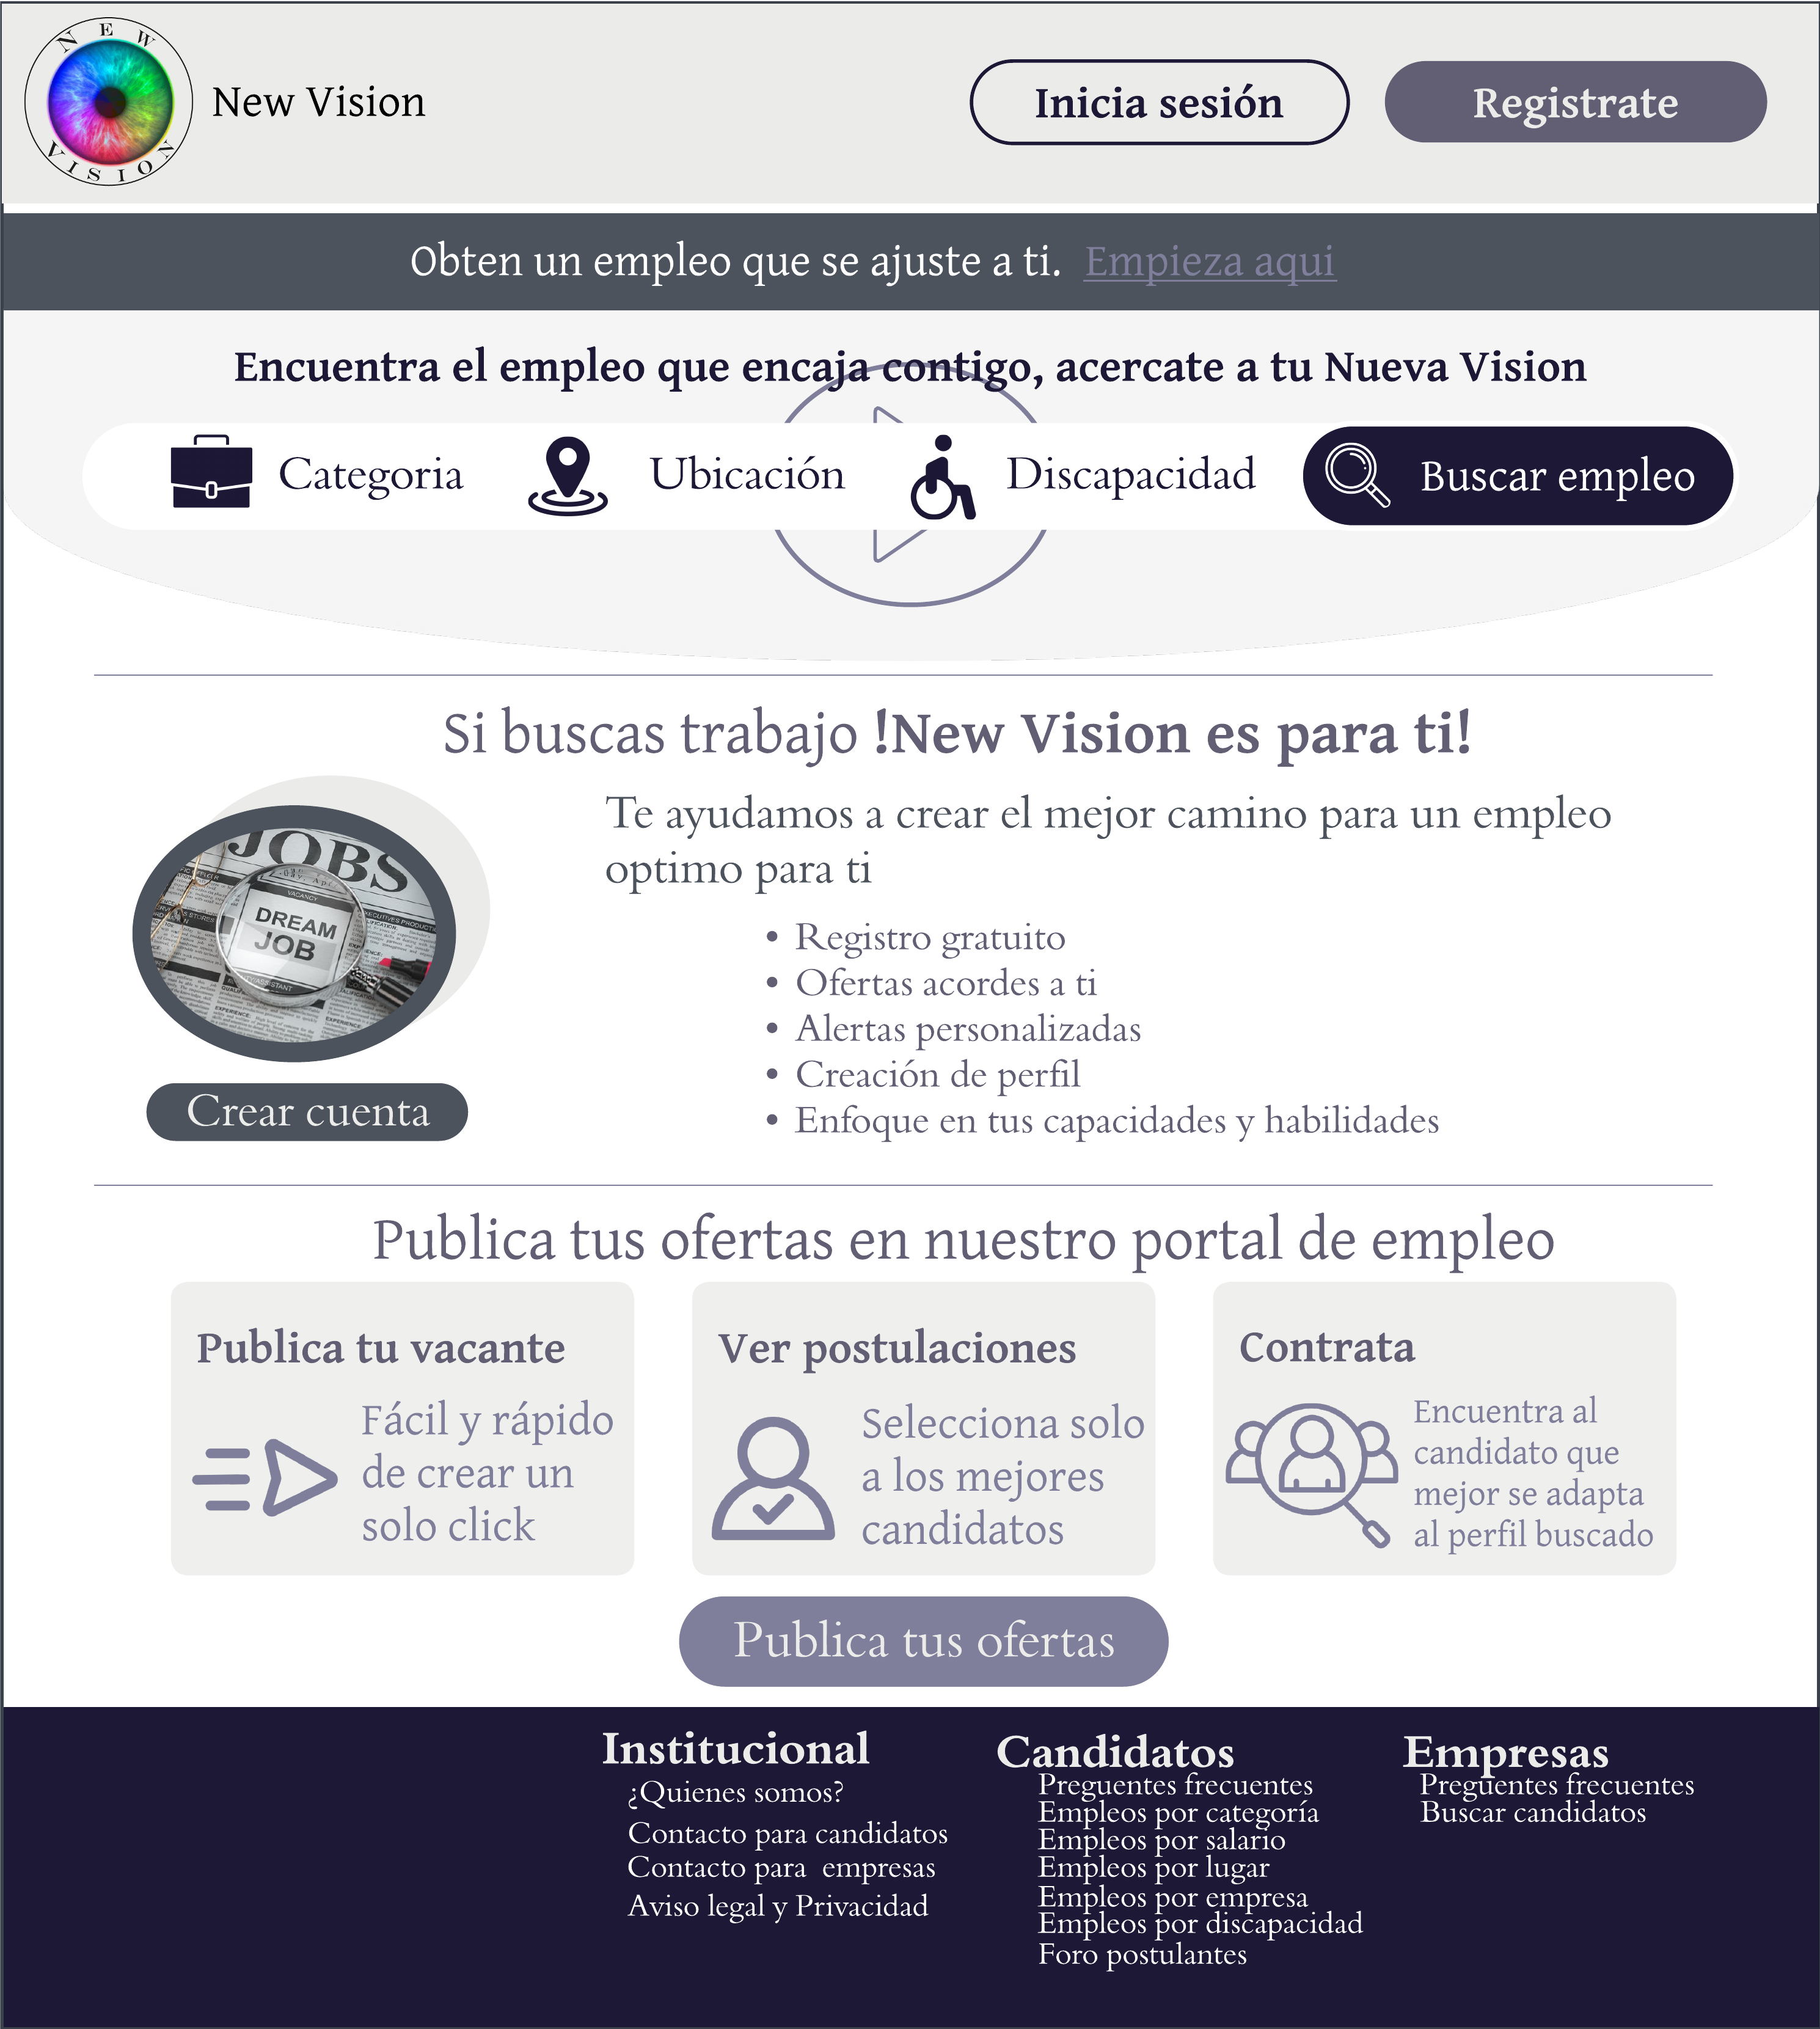 NEW
VISION
New Vision
Inicia sesión
Registrate
Obten un empleo que se ajuste a ti. Empieza aqui
Encuentra el empleo que encaja contigo, acercate a tu Nueva Vision
Categoria
Ubicación
Discapacidad
Buscar empleo
Si buscas trabajo !New Vision es para ti!
JOBS
VACANCY
DREAM
JOB
Te ayudamos a crear el mejor camino para un empleo
optimo para ti
• Registro gratuito
• Ofertas acordes a ti
• Alertas personalizadas
• Creación de perfil
• Enfoque en tus capacidades y habilidades
Crear cuenta
Publica tus ofertas en nuestro portal de empleo
Publica tu vacante
Fácil y rápido
de crear un
solo click
Ver postulaciones
Selecciona solo
a los mejores
candidatos
Contrata
Encuentra al
candidato que
mejor se adapta
al perfil buscado
Publica tus ofertas
Institucional
¿Quienes somos?
Contacto para candidatos
Contacto para empresas
Aviso legal y Privacidad
Candidatos
Preguentes frecuentes
Empleos por categoría
Empleos por salario
Empleos por lugar
Empleos por empresa
Empleos por discapacidad
Foro postulantes
Empresas
Preguentes frecuentes
Buscar candidatos